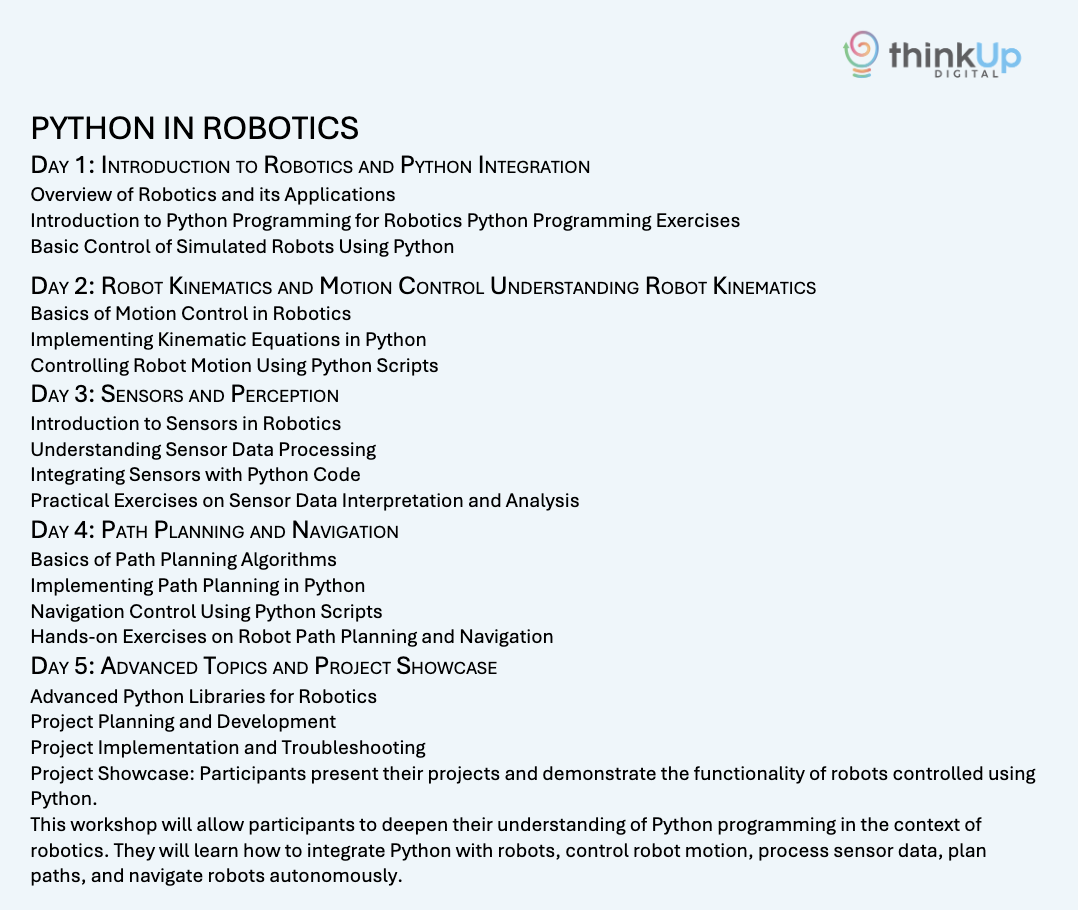 thinkUp
DIGITAL
PYTHON IN ROBOTICS
DAY 1: INTRODUCTION TO ROBOTICS AND PYTHON INTEGRATION
Overview of Robotics and its Applications
Introduction to Python Programming for Robotics Python Programming Exercises
Basic Control of Simulated Robots Using Python
DAY 2: ROBOT KINEMATICS AND MOTION CONTROL UNDERSTANDING ROBOT KINEMATICS
Basics of Motion Control in Robotics
Implementing Kinematic Equations in Python
Controlling Robot Motion Using Python Scripts
DAY 3: SENSORS AND PERCEPTION
Introduction to Sensors in Robotics
Understanding Sensor Data Processing
Integrating Sensors with Python Code
Practical Exercises on Sensor Data Interpretation and Analysis
DAY 4: PATH PLANNING AND NAVIGATION
Basics of Path Planning Algorithms
Implementing Path Planning in Python
Navigation Control Using Python Scripts
Hands-on Exercises on Robot Path Planning and Navigation
DAY 5: ADVANCED TOPICS AND PROJECT SHOWCASE
Advanced Python Libraries for Robotics
Project Planning and Development
Project Implementation and Troubleshooting
Project Showcase: Participants present their projects and demonstrate the functionality of robots controlled using
Python.
This workshop will allow participants to deepen their understanding of Python programming in the context of
robotics. They will learn how to integrate Python with robots, control robot motion, process sensor data, plan
paths, and navigate robots autonomously.